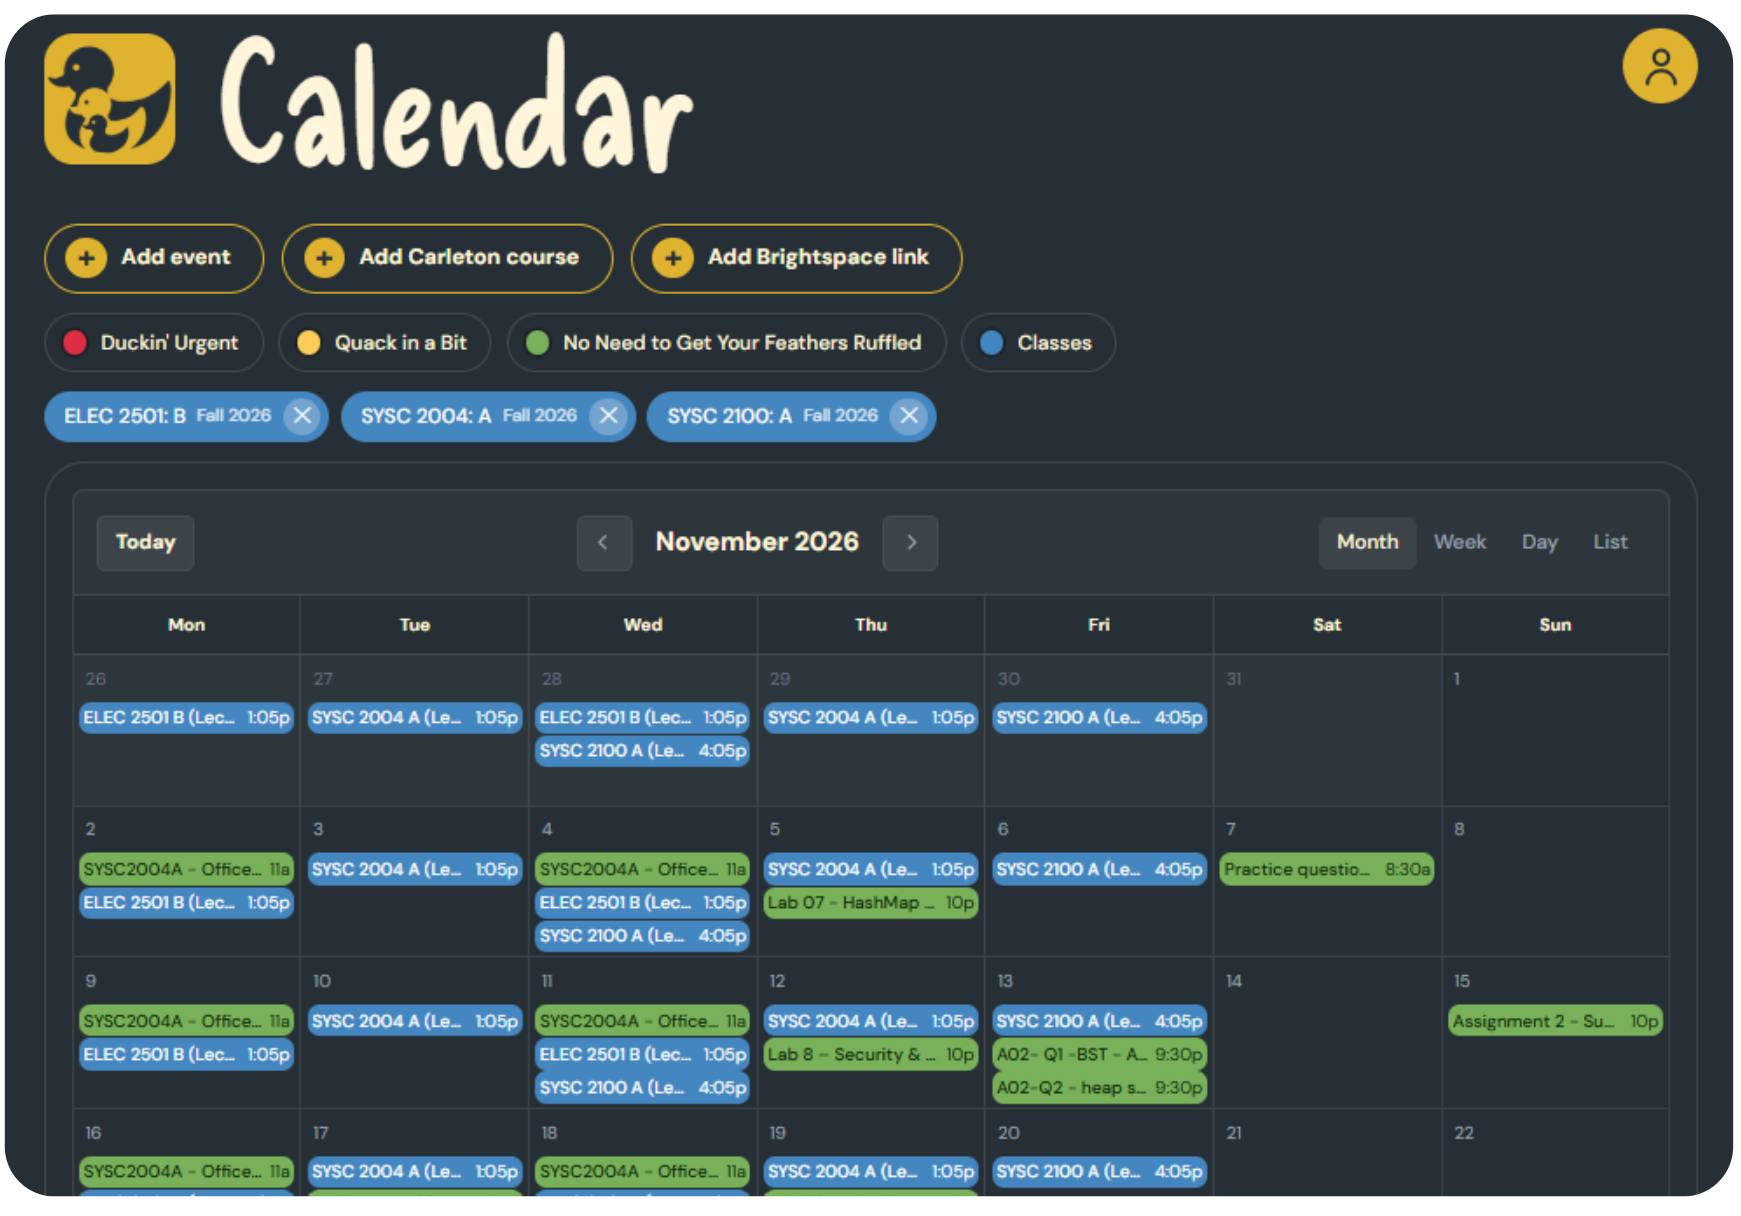 Calendar
+ Add event + Add Carleton course + Add Brightspace link
Duckin' Urgent Quack in a Bit No Need to Get Your Feathers Ruffled Classes
ELEC 2501: B Fall 2026 SYSC 2004: A Fall 2026 SYSC 2100: A Fall 2026
Today < November 2026 > Month Week Day List
Mon Tue Wed Thu Fri Sat Sun
26 27 28 29 30 31 1
ELEC 2501 B (Lec... 1:05p SYSC 2004 A (Le... 1:05p ELEC 2501 B (Lec... 1:05p SYSC 2004 A (Le... 1:05p SYSC 2100 A (Le... 4:05p
SYSC 2100 A (Le... 4:05p
2 3 4 5 6 7 8
SYSC2004A - Office... 11a SYSC 2004 A (Le... 1:05p SYSC2004A - Office... 11a SYSC 2004 A (Le... 1:05p SYSC 2100 A (Le... 4:05p Practice questio... 8:30a
ELEC 2501 B (Lec... 1:05p ELEC 2501 B (Lec... 1:05p Lab 07 - HashMap ... 10p
SYSC 2100 A (Le... 4:05p
9 10 11 12 13 14 15
SYSC2004A - Office... 11a SYSC 2004 A (Le... 1:05p SYSC2004A - Office... 11a SYSC 2004 A (Le... 1:05p SYSC 2100 A (Le... 4:05p Assignment 2 - Su... 10p
ELEC 2501 B (Lec... 1:05p ELEC 2501 B (Lec... 1:05p Lab 8 - Security & ... 10p A02- Q1 -BST - A... 9:30p
SYSC 2100 A (Le... 4:05p A02-Q2 - heap s... 9:30p
16 17 18 19 20 21 22
SYSC2004A - Office... 11a SYSC 2004 A (Le... 1:05p SYSC2004A - Office... 11a SYSC 2004 A (Le... 1:05p SYSC 2100 A (Le... 4:05p